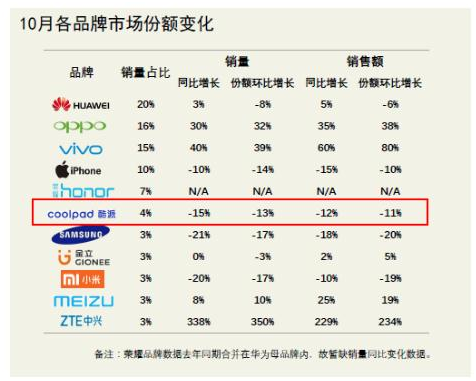 10月各品牌市场份额变化
品牌 销量占比 销量 销售额
同比增长 份额环比增长 同比增长 份额环比增长
HUAWEI 20% 3% -8% 5% -6%
oppo 16% 30% 32% 35% 38%
vivo 15% 40% 39% 60% 80%
iPhone 10% -10% -14% -15% -10%
honor 7% N/A N/A N/A N/A
coolpad 酷派 4% -15% -13% -12% -11%
SAMSUNG 3% -21% -17% -18% -20%
金立 GIONEE 3% 0% -3% 2% 5%
mi 小米 3% -20% -17% -10% -19%
MEIZU 3% 8% 10% 25% 19%
ZTE中兴 3% 338% 350% 229% 234%
备注：荣耀品牌数据去年同期合并在华为母品牌内，故暂缺销量同比变化数据。